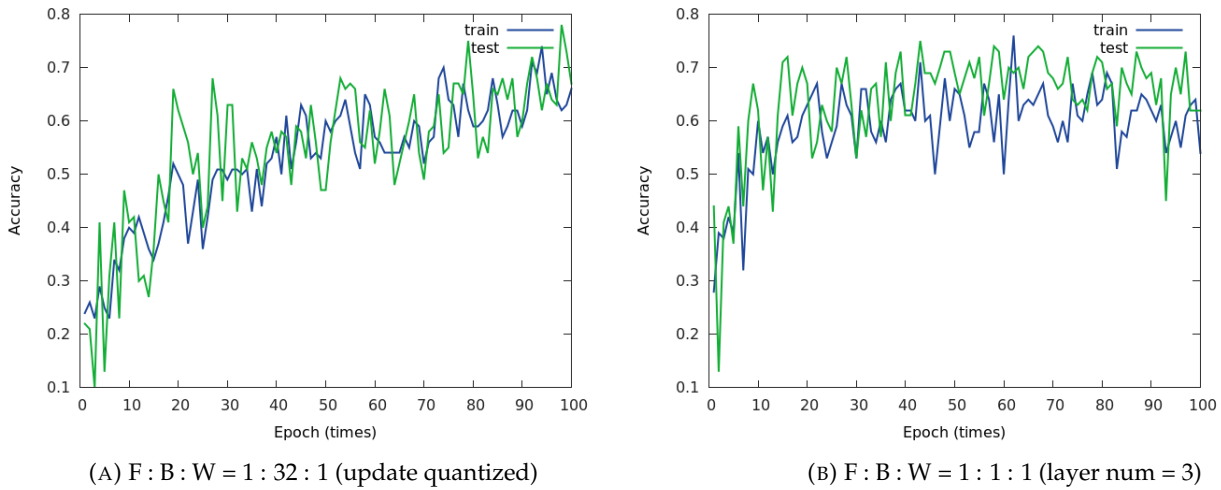 0.8
0.7
0.6
0.5
0.4
0.3
0.2
0.1
Accuracy
train
test
0 10 20 30 40 50 60 70 80 90 100
Epoch (times)
(A) F : B : W = 1 : 32 : 1 (update quantized)
0.8
0.7
0.6
0.5
0.4
0.3
0.2
0.1
Accuracy
train
test
0 10 20 30 40 50 60 70 80 90 100
Epoch (times)
(B) F : B : W = 1 : 1 : 1 (layer num = 3)